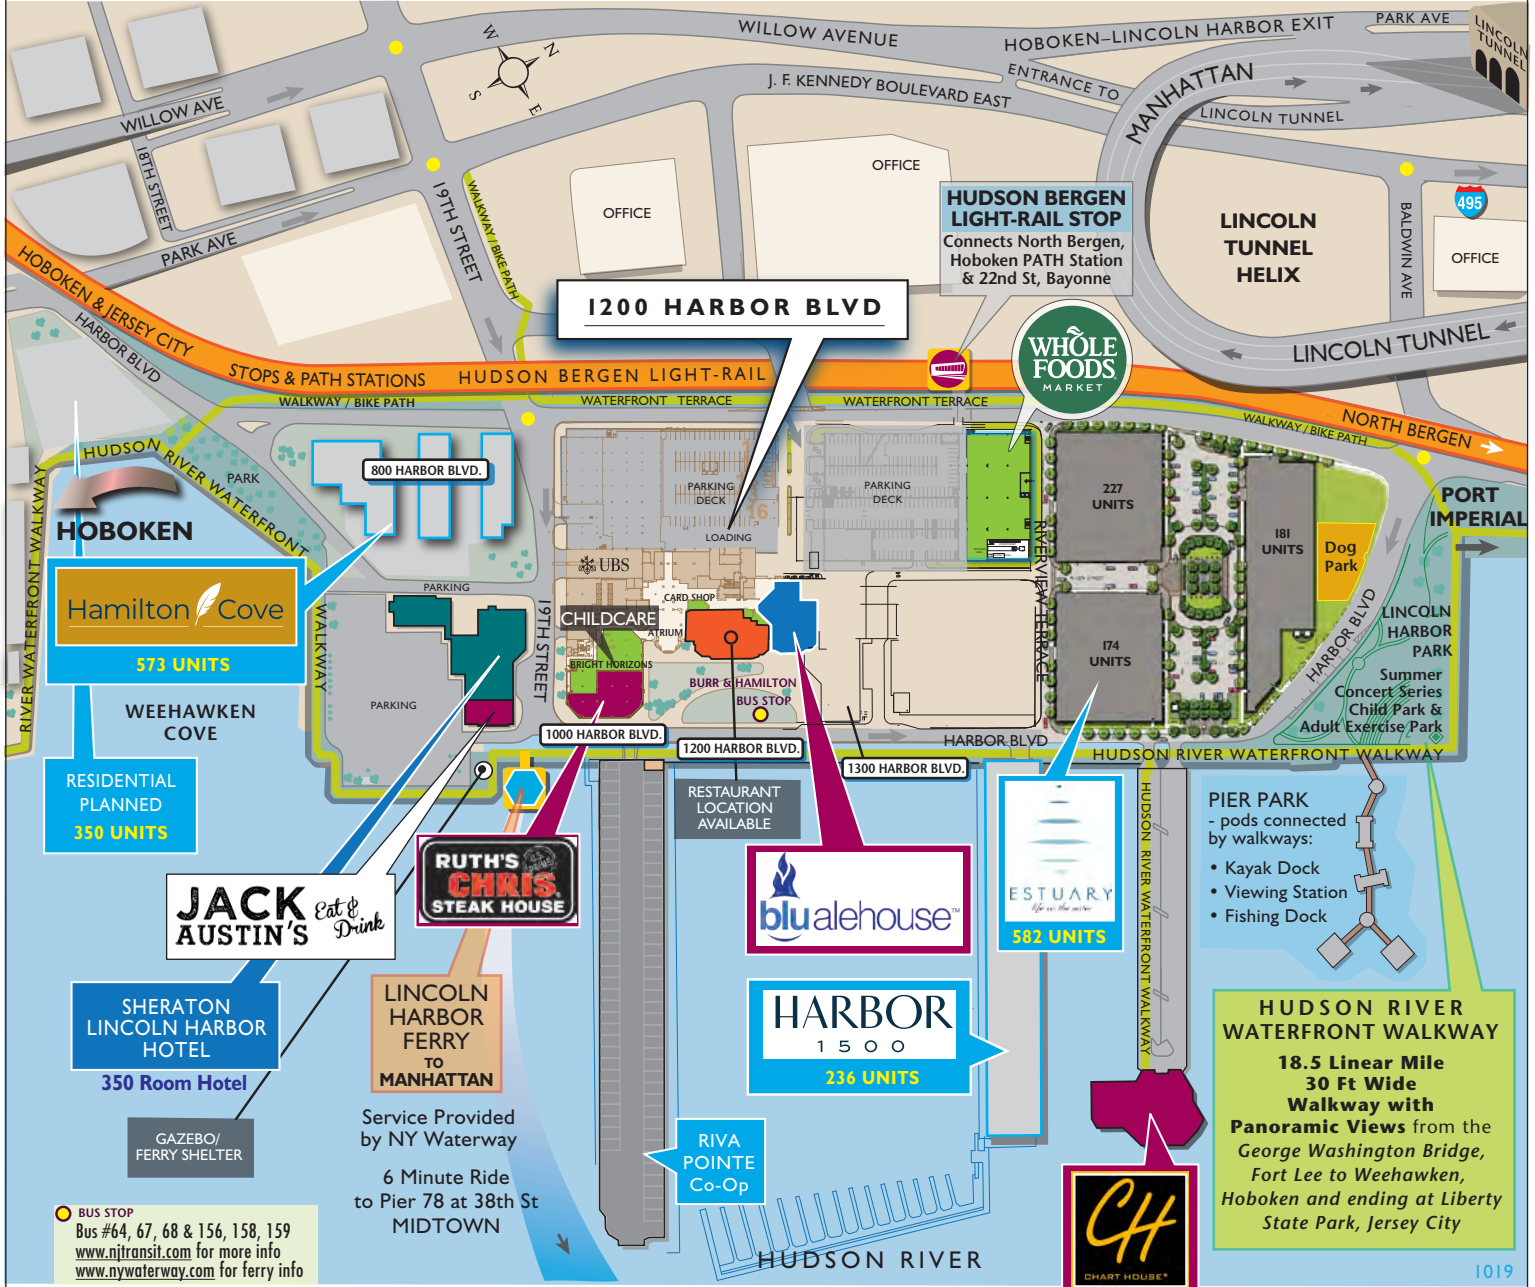 WILLOW AVENUE
HOBOKEN–LINCOLN HARBOR EXIT
PARK AVE
LINCOLN
TUNNEL
J. F. KENNEDY BOULEVARD EAST
ENTRANCE TO
LINCOLN TUNNEL
MANHATTAN
W
N
S
E
WILLOW AVE
18TH STREET
PARK AVE
19TH STREET
WALKWAY / BIKE PATH
OFFICE
OFFICE
HUDSON BERGEN
LIGHT-RAIL STOP
Connects North Bergen,
Hoboken PATH Station
& 22nd St, Bayonne
LINCOLN
TUNNEL
HELIX
BALDWIN AVE
495
OFFICE
LINCOLN TUNNEL
HOBOKEN & JERSEY CITY
STOPS & PATH STATIONS
HUDSON BERGEN LIGHT-RAIL
NORTH BERGEN
HARBOR BLVD
1200 HARBOR BLVD
WHOLE
FOODS
MARKET
WALKWAY / BIKE PATH
WATERFRONT TERRACE
WATERFRONT TERRACE
WALKWAY / BIKE PATH
HUDSON RIVER WATERFRONT
WALKWAY
RIVER WATERFRONT WALKWAY
PARK
800 HARBOR BLVD.
HOBOKEN
PARKING
DECK
1
16
LOADING
PARKING
DECK
227
UNITS
181
UNITS
Dog
Park
PORT
IMPERIAL
Hamilton Cove
573 UNITS
PARKING
PARKING
19TH STREET
UBS
CARD SHOP
CHILDCARE
ATRIUM
BRIGHT HORIZONS
BURR & HAMILTON
BUS STOP
RIVERVIEW TERRACE
RIVER STREET
174
UNITS
HARBOR BLVD
LINCOLN
HARBOR
PARK
Summer
Concert Series
Child Park &
Adult Exercise Park
WEEHAWKEN
COVE
1000 HARBOR BLVD.
1200 HARBOR BLVD.
1300 HARBOR BLVD.
HARBOR BLVD
HUDSON RIVER WATERFRONT WALKWAY
RESIDENTIAL
PLANNED
350 UNITS
RESTAURANT
LOCATION
AVAILABLE
HUDSON RIVER WATERFRONT WALKWAY
PIER PARK
- pods connected
by walkways:
• Kayak Dock
• Viewing Station
• Fishing Dock
JACK
AUSTIN'S
Eat &
Drink
RUTH'S
CHRIS
STEAK HOUSE
blu alehouse™
ESTUARY
582 UNITS
SHERATON
LINCOLN HARBOR
HOTEL
350 Room Hotel
LINCOLN
HARBOR
FERRY
TO
MANHATTAN
HARBOR
1500
236 UNITS
HUDSON RIVER
WATERFRONT WALKWAY
18.5 Linear Mile
30 Ft Wide
Walkway with
Panoramic Views from the
George Washington Bridge,
Fort Lee to Weehawken,
Hoboken and ending at Liberty
State Park, Jersey City
GAZEBO/
FERRY SHELTER
Service Provided
by NY Waterway
6 Minute Ride
to Pier 78 at 38th St
MIDTOWN
RIVA
POINTE
Co-Op
CH
CHART HOUSE®
HUDSON RIVER
BUS STOP
Bus #64, 67, 68 & 156, 158, 159
www.njtransit.com for more info
www.nywaterway.com for ferry info
1019